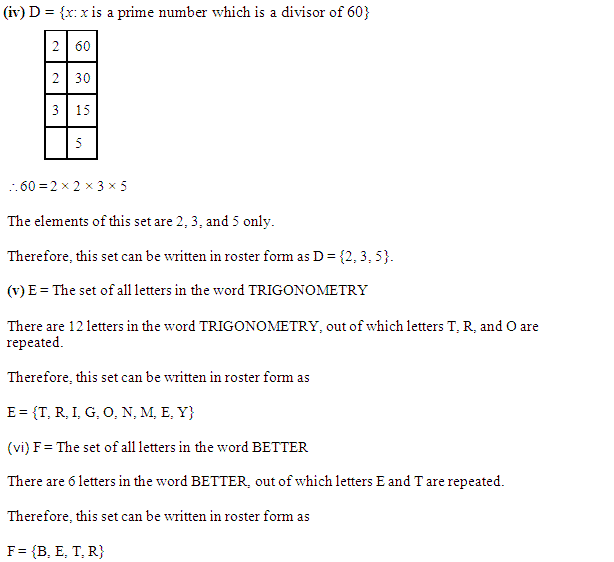 (iv) D = {x: x is a prime number which is a divisor of 60}
2 60
2 30
3 15
5
∴60 = 2 × 2 × 3 × 5
The elements of this set are 2, 3, and 5 only.
Therefore, this set can be written in roster form as D = {2, 3, 5}.
(v) E = The set of all letters in the word TRIGONOMETRY
There are 12 letters in the word TRIGONOMETRY, out of which letters T, R, and O are
repeated.
Therefore, this set can be written in roster form as
E = {T, R, I, G, O, N, M, E, Y}
(vi) F = The set of all letters in the word BETTER
There are 6 letters in the word BETTER, out of which letters E and T are repeated.
Therefore, this set can be written in roster form as
F = {B, E, T, R}